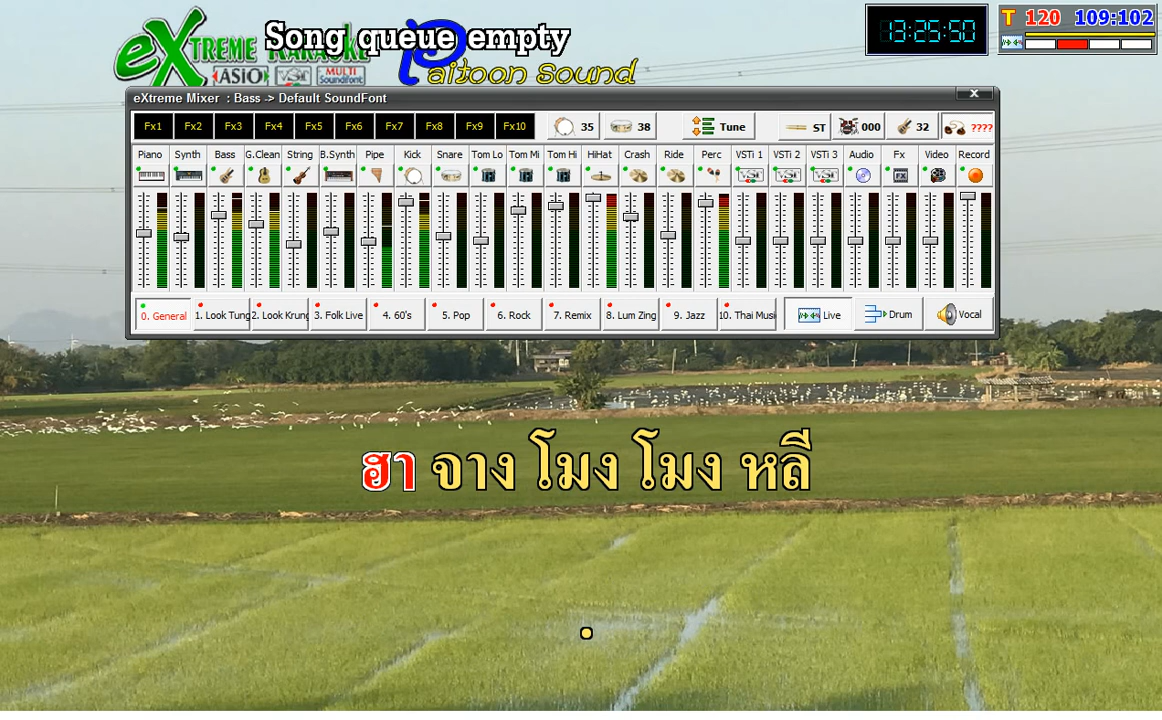 eXtreme Karaoke
Song queue empty
ASIO VSTi MULTI SoundFont
Paitoon Sound
13:25:50
T 120 109:102
eXtreme Mixer : Bass -> Default SoundFont
x
Fx1 Fx2 Fx3 Fx4 Fx5 Fx6 Fx7 Fx8 Fx9 Fx10 35 38 Tune ST 000 32 ????
Piano Synth Bass G.Clean String B.Synth Pipe Kick Snare Tom Lo Tom Mi Tom Hi HiHat Crash Ride Perc VSTi 1 VSTi 2 VSTi 3 Audio Fx Video Record
VSTi VSTi VSTi FX
0. General 1. Look Tung 2. Look Krung 3. Folk Live 4. 60's 5. Pop 6. Rock 7. Remix 8. Lum Zing 9. Jazz 10. Thai Musi Live Drum Vocal
ฮา จาง โมง โมง หลี